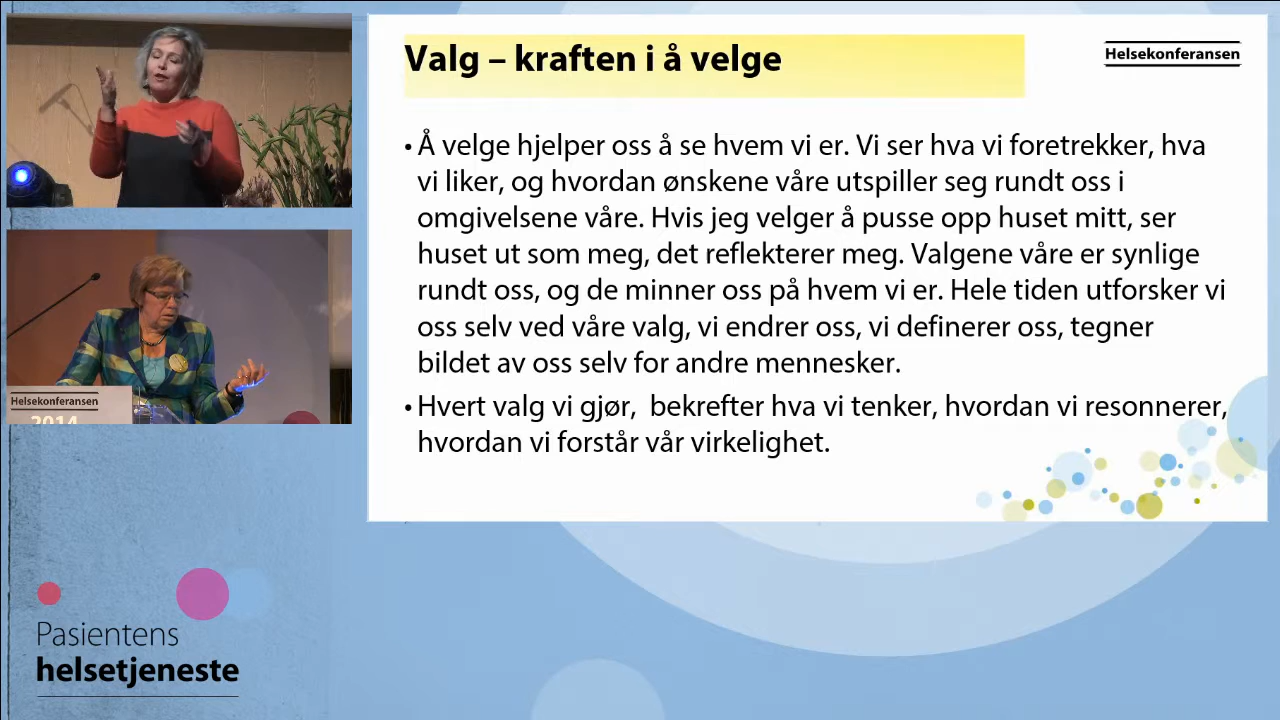 Valg – kraften i å velge
Helsekonferansen
• Å velge hjelper oss å se hvem vi er. Vi ser hva vi foretrekker, hva
vi liker, og hvordan ønskene våre utspiller seg rundt oss i
omgivelsene våre. Hvis jeg velger å pusse opp huset mitt, ser
huset ut som meg, det reflekterer meg. Valgene våre er synlige
rundt oss, og de minner oss på hvem vi er. Hele tiden utforsker vi
oss selv ved våre valg, vi endrer oss, vi definerer oss, tegner
bildet av oss selv for andre mennesker.
• Hvert valg vi gjør,  bekrefter hva vi tenker, hvordan vi resonnerer,
hvordan vi forstår vår virkelighet.
Helsekonferansen
2014
Pasientens
helsetjeneste